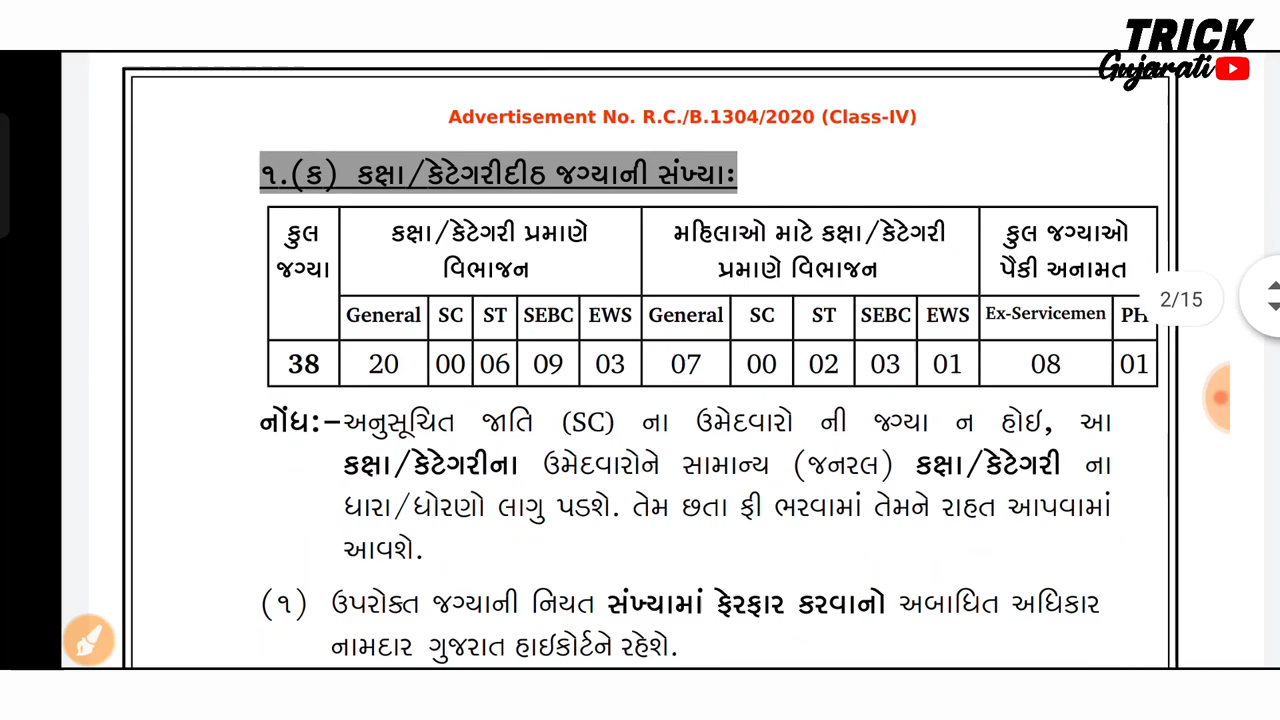 TRICK
Gujarati
Advertisement No. R.C./B.1304/2020 (Class-IV)
૧.(ક) કક્ષા/કેટેગરીદીઠ જગ્યાની સંખ્યાઃ
કુલ જગ્યા
કક્ષા/કેટેગરી પ્રમાણે વિભાજન
મહિલાઓ માટે કક્ષા/કેટેગરી પ્રમાણે વિભાજન
કુલ જગ્યાઓ પૈકી અનામત
General SC ST SEBC EWS General SC ST SEBC EWS Ex-Servicemen PH
38 20 00 06 09 03 07 00 02 03 01 08 01
2/15
નોંધ:-અનુસૂચિત જાતિ (SC) ના ઉમેદવારો ની જગ્યા ન હોઈ, આ
કક્ષા/કેટેગરીના ઉમેદવારોને સામાન્ય (જનરલ) કક્ષા/કેટેગરી ના
ધારા/ધોરણો લાગુ પડશે. તેમ છતા ફી ભરવામાં તેમને રાહત આપવામાં
આવશે.
(૧) ઉપરોક્ત જગ્યાની નિયત સંખ્યામાં ફેરફાર કરવાનો અબાધિત અધિકાર
નામદાર ગુજરાત હાઈકોર્ટને રહેશે.